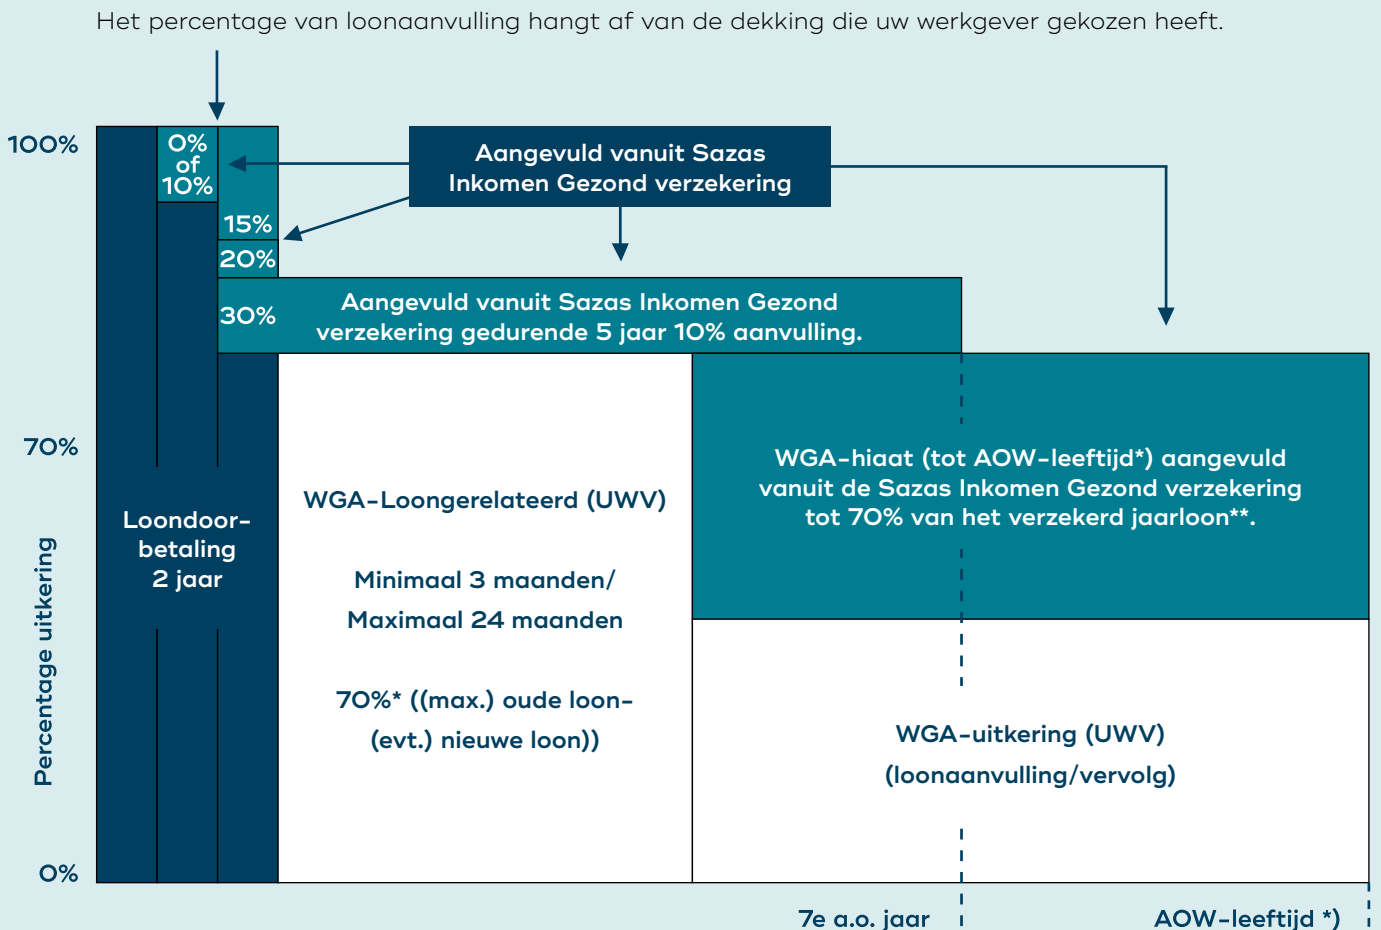 Het percentage van loonaanvulling hangt af van de dekking die uw werkgever gekozen heeft.
100%
0%
of
10%
15%
20%
30%
Aangevuld vanuit Sazas
Inkomen Gezond verzekering
Aangevuld vanuit Sazas Inkomen Gezond
verzekering gedurende 5 jaar 10% aanvulling.
70%
Percentage uitkering
0%
Loondoor-
betaling
2 jaar
WGA-Loongerelateerd (UWV)
Minimaal 3 maanden/
Maximaal 24 maanden
70%* ((max.) oude loon-
(evt.) nieuwe loon))
WGA-hiaat (tot AOW-leeftijd*) aangevuld
vanuit de Sazas Inkomen Gezond verzekering
tot 70% van het verzekerd jaarloon**.
WGA-uitkering (UWV)
(loonaanvulling/vervolg)
7e a.o. jaar
AOW-leeftijd *)